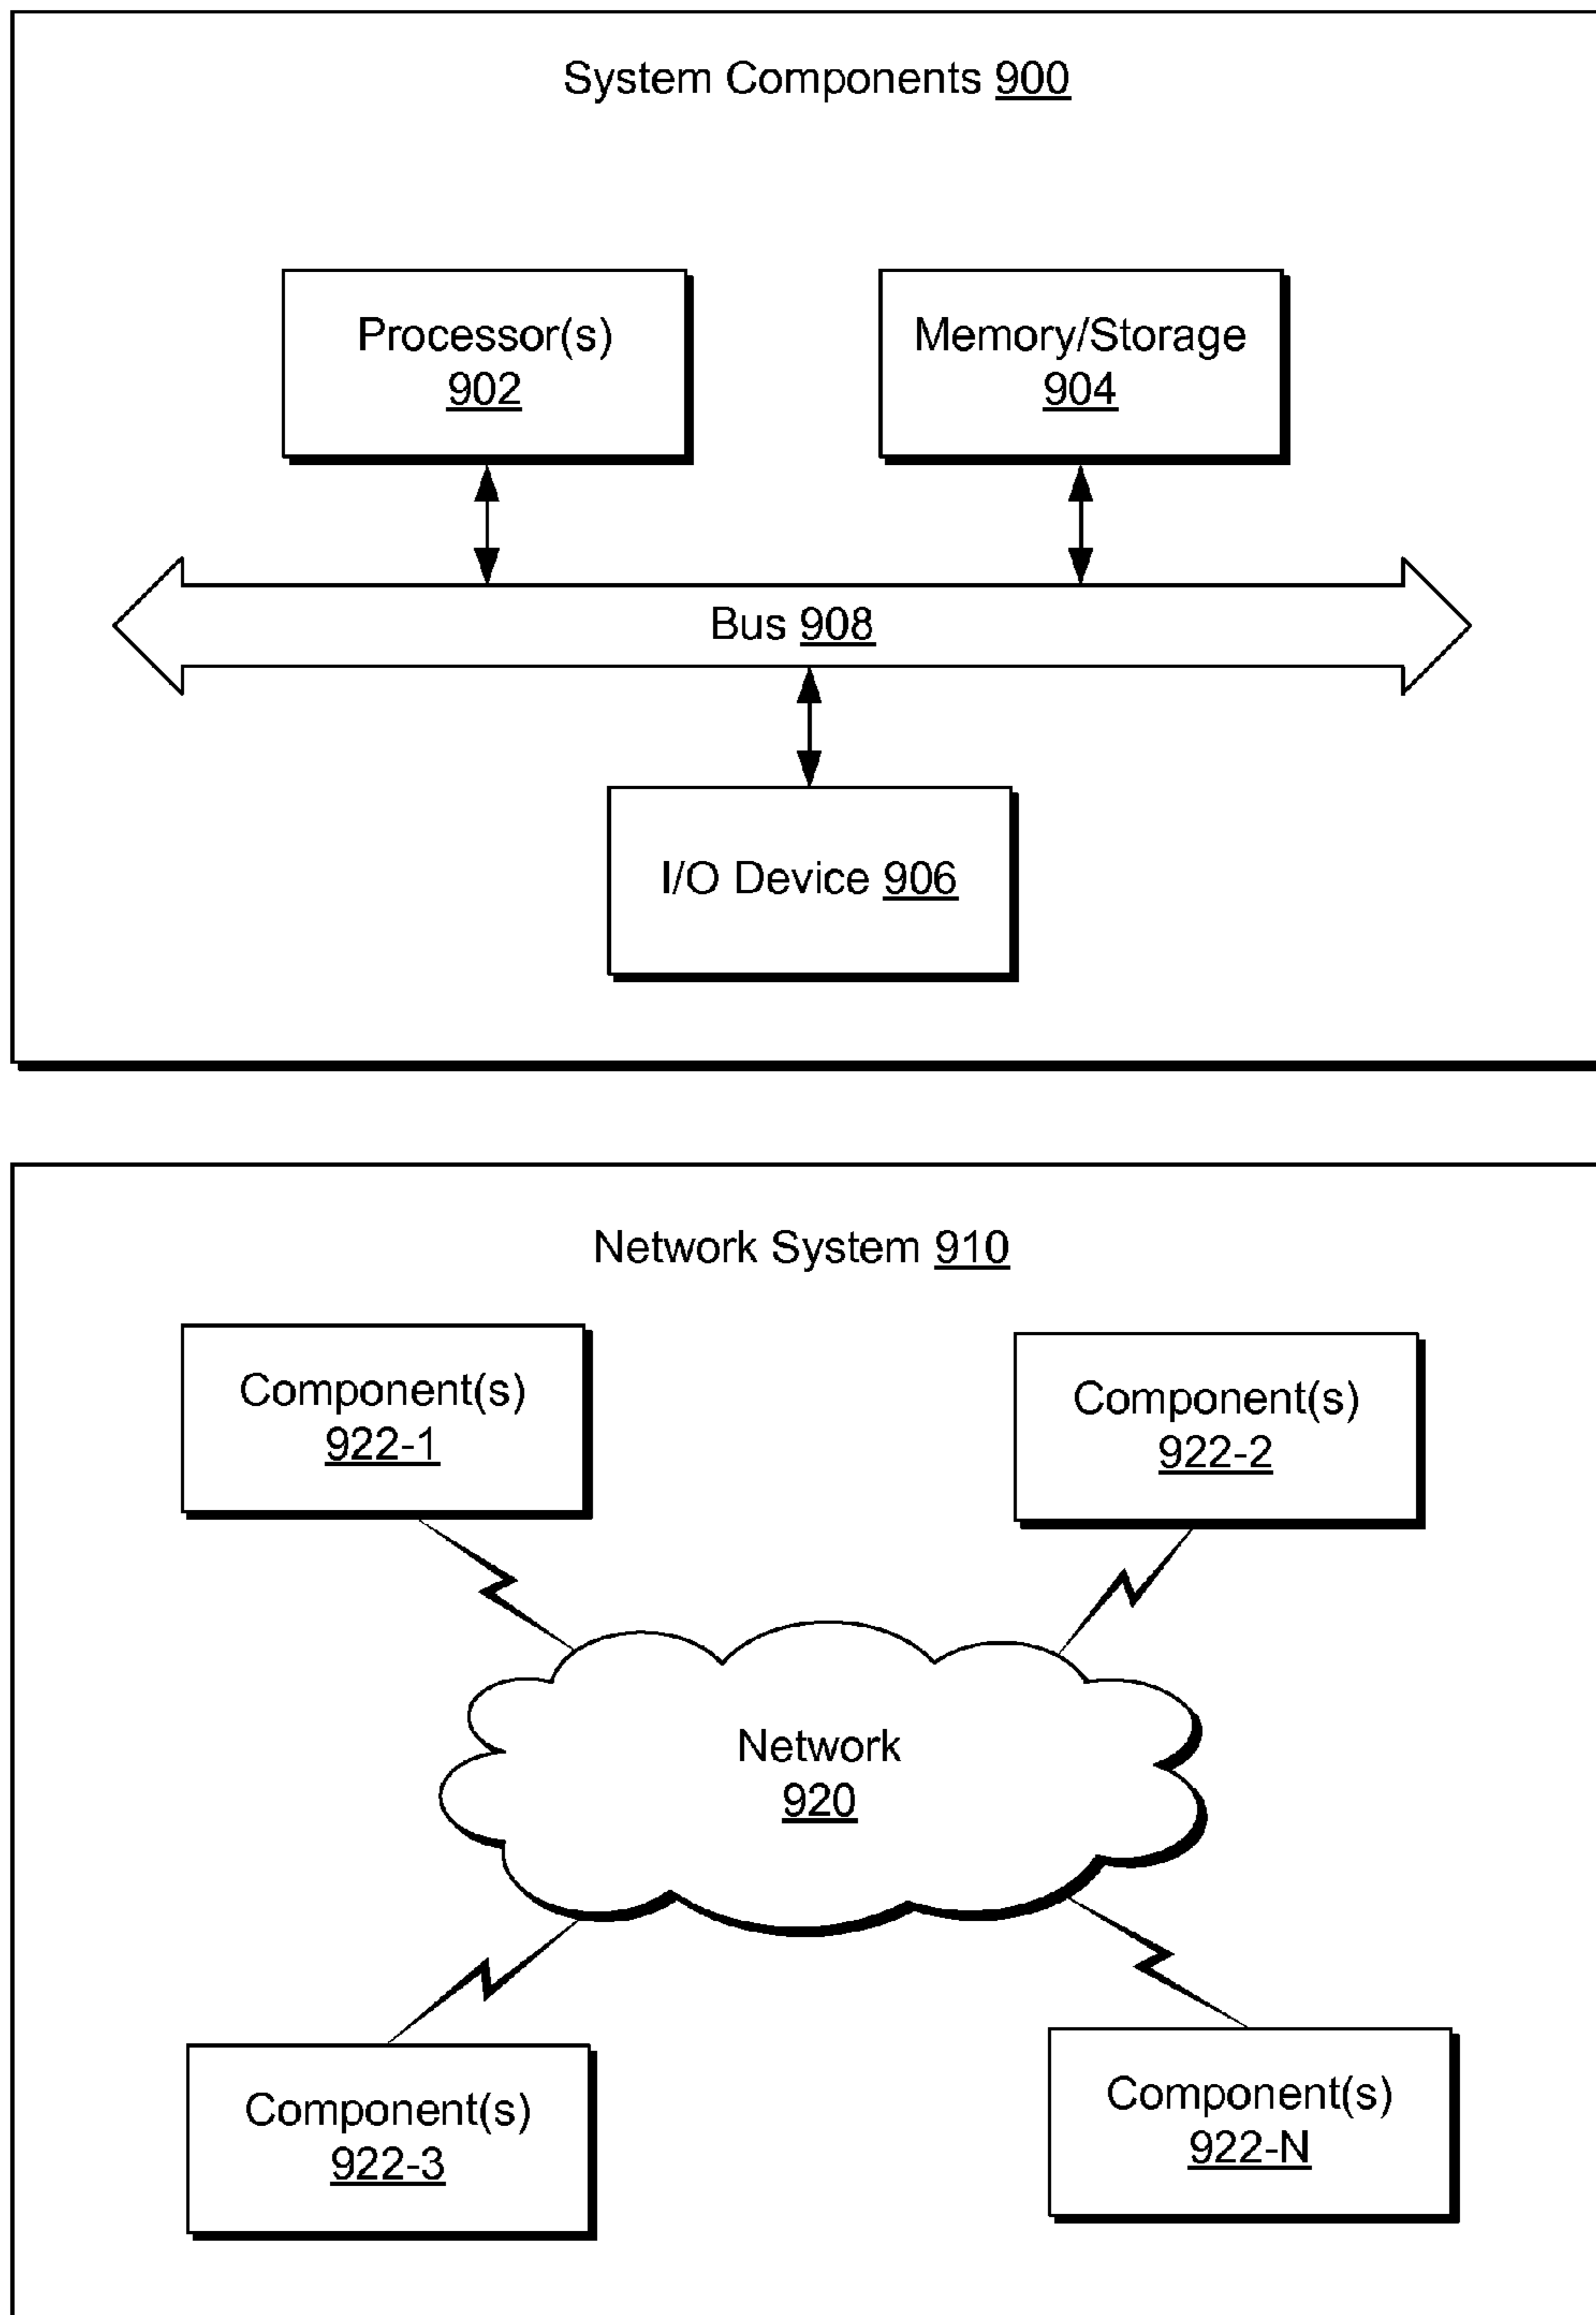 System Components 900
Processor(s)
902
Memory/Storage
904
Bus 908
I/O Device 906
Network System 910
Component(s)
922-1
Component(s)
922-2
Network
920
Component(s)
922-3
Component(s)
922-N